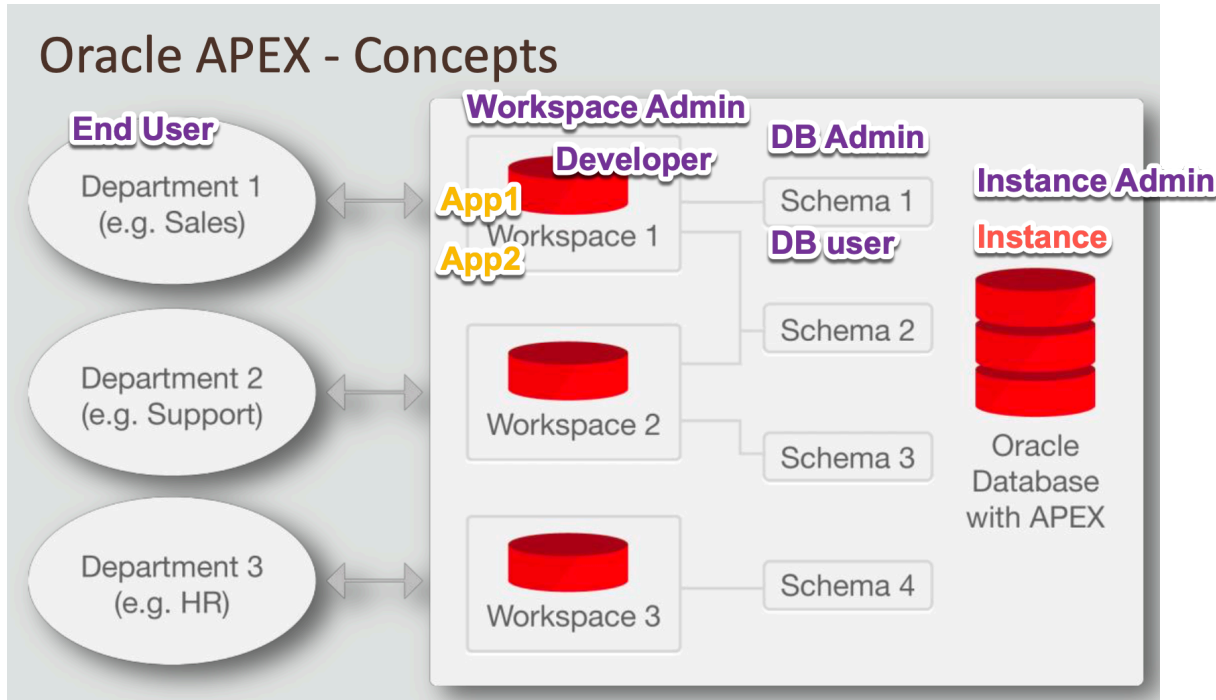 Oracle APEX - Concepts
End User
Department 1
(e.g. Sales)
Department 2
(e.g. Support)
Department 3
(e.g. HR)
Workspace Admin
Developer
App1
Workspace 1
App2
Workspace 2
Workspace 3
DB Admin
Schema 1
DB user
Schema 2
Schema 3
Schema 4
Instance Admin
Instance
Oracle
Database
with APEX